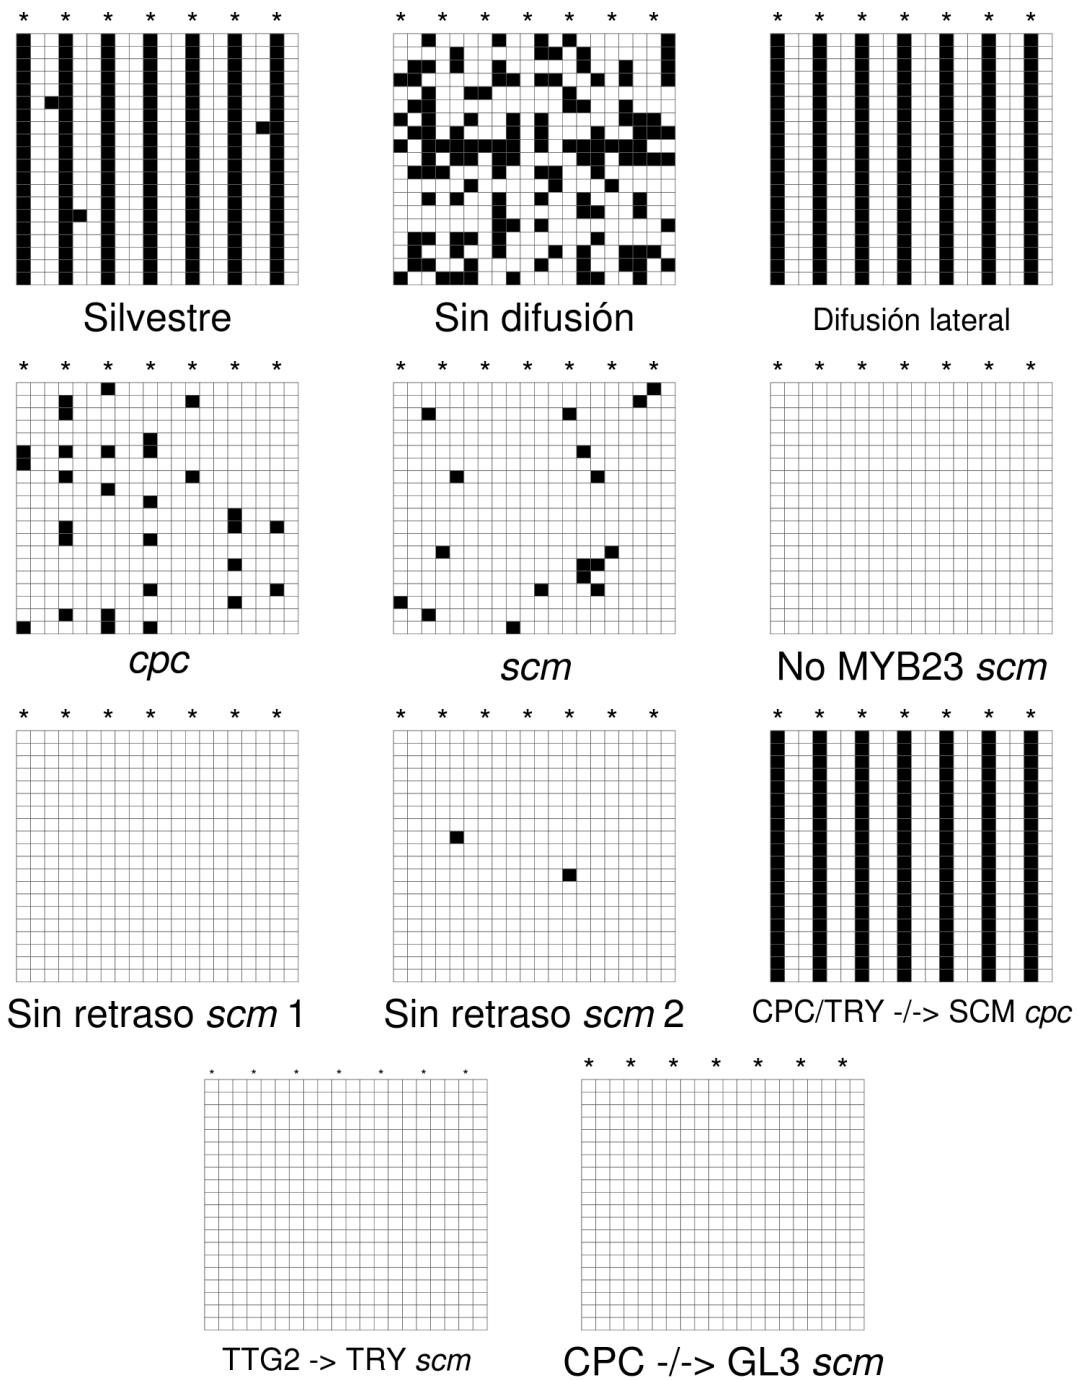 * * * * * * *
* * * * * * *
* * * * * * *
Silvestre
Sin difusión
Difusión lateral
* * * * * * *
* * * * * * *
* * * * * * *
cpc
scm
No MYB23 scm
* * * * * * *
* * * * * * *
* * * * * * *
Sin retraso scm 1
Sin retraso scm 2
CPC/TRY -/-> SCM cpc
* * * * * * *
* * * * * * *
TTG2 -> TRY scm
CPC -/-> GL3 scm